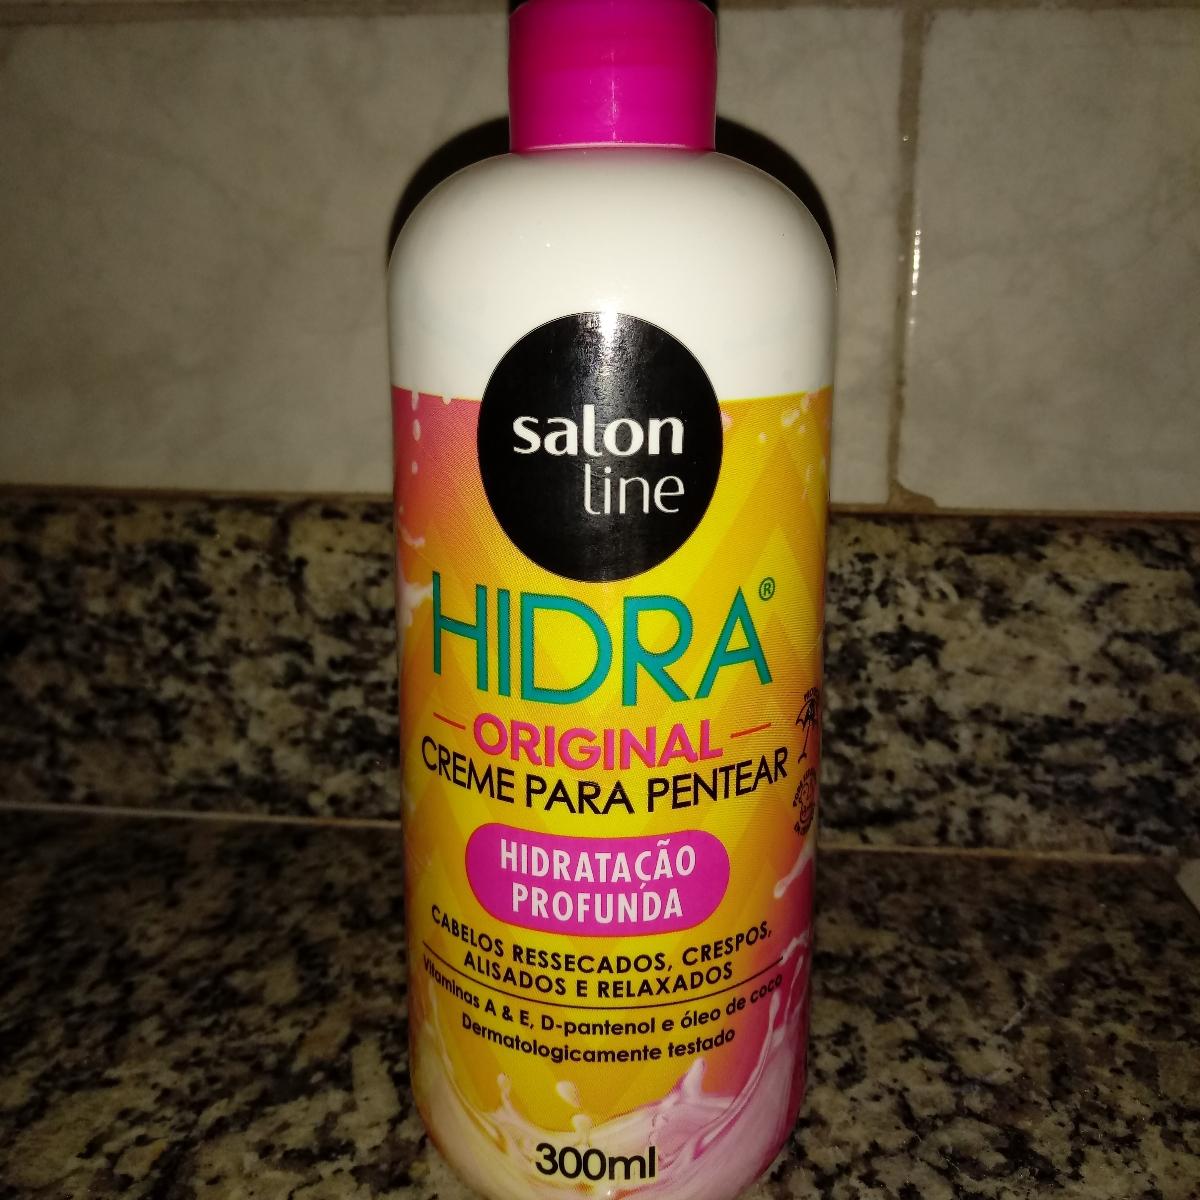 salon
line
HIDRA®
ORIGINAL
CREME PARA PENTEAR
HIDRATAÇÃO
PROFUNDA
CABELOS RESSECADOS, CRESPOS,
ALISADOS E RELAXADOS
Vitaminas A & E, D-pantenol e óleo de coco
Dermatologicamente testado
300ml